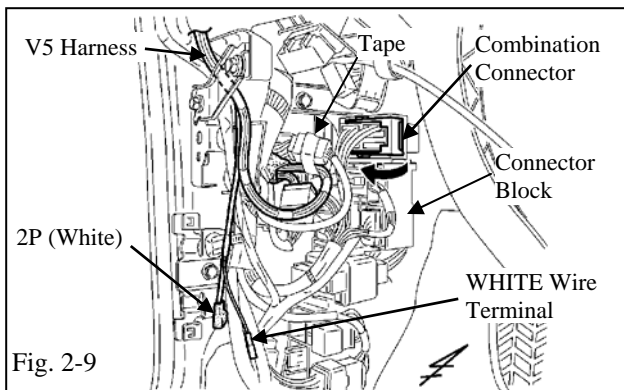 V5 Harness
Tape
Combination
Connector
Connector
Block
2P (White)
WHITE Wire
Terminal
Fig. 2-9